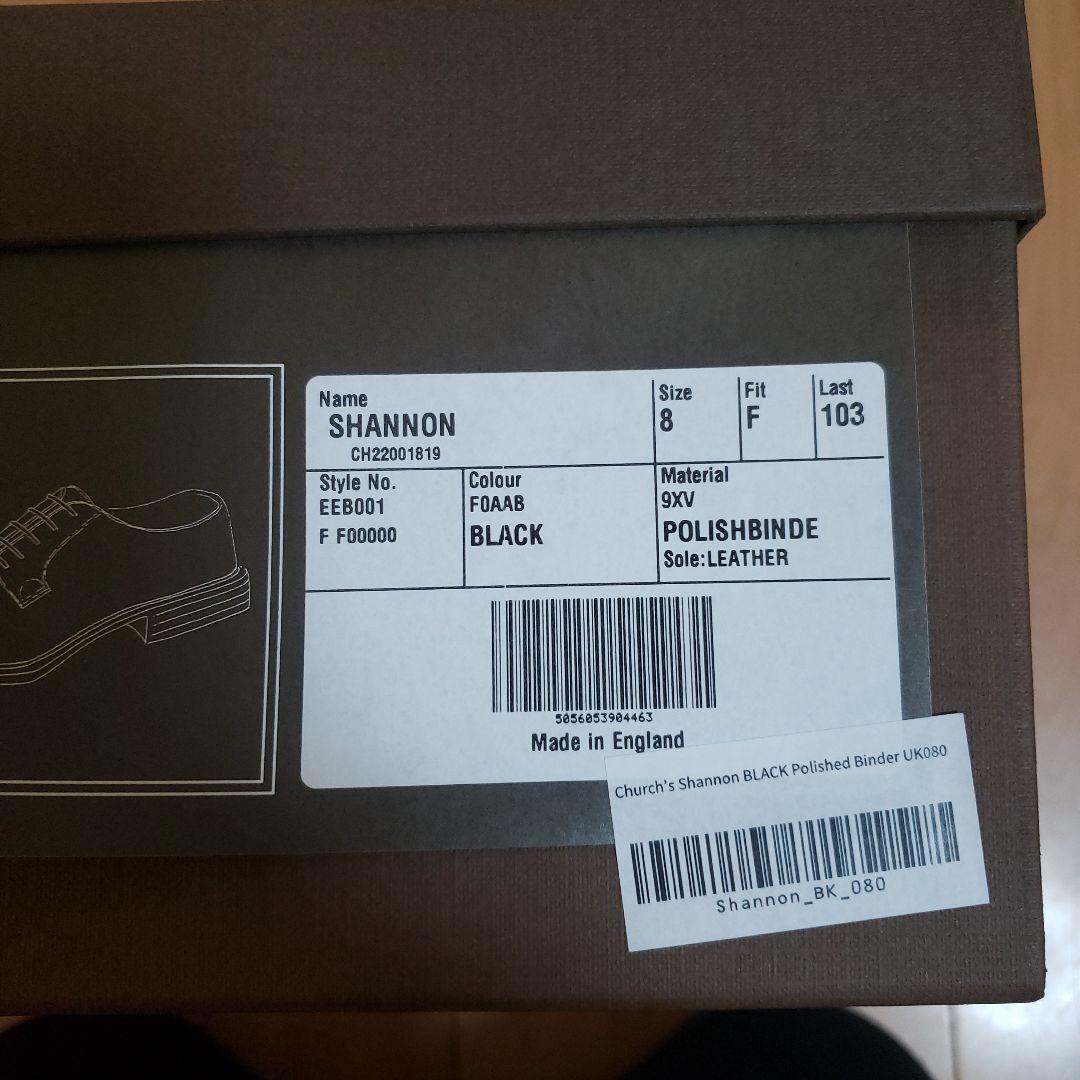 Name
SHANNON
CH22001819
Size
8
Fit
F
Last
103
Style No.
EEB001
F F00000
Colour
F0AAB
BLACK
Material
9XV
POLISHBINDE
Sole:LEATHER
5056053904463
Made in England
Church's Shannon BLACK Polished Binder UK080
Shannon_BK_080